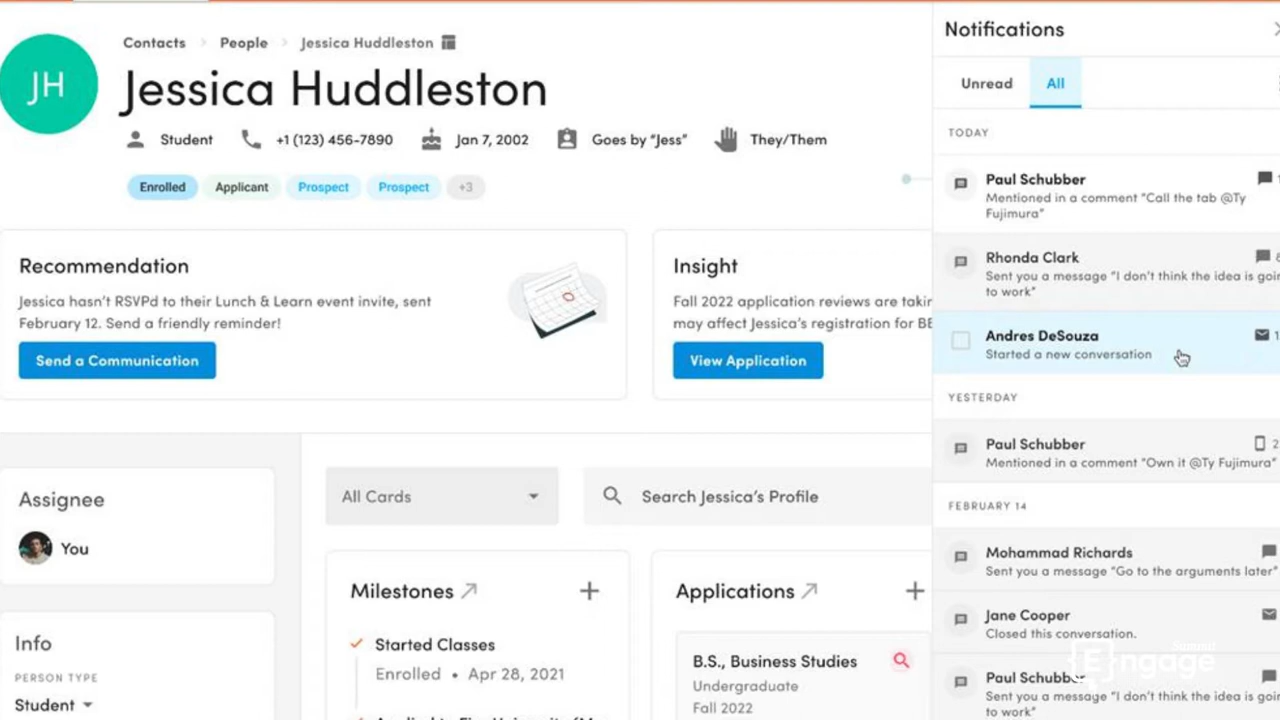 Contacts > People > Jessica Huddleston
JH
Jessica Huddleston
Student +1 (123) 456-7890 Jan 7, 2002 Goes by “Jess” They/Them
Enrolled Applicant Prospect Prospect +3
Recommendation
Jessica hasn’t RSVPd to their Lunch & Learn event invite, sent
February 12. Send a friendly reminder!
Send a Communication
Insight
Fall 2022 application reviews are
may affect Jessica’s registration for
View Application
Assignee
You
Info
PERSON TYPE
Student
All Cards
Search Jessica’s Profile
Milestones
Started Classes
Enrolled • Apr 28, 2021
Applications
B.S., Business Studies
Undergraduate
Fall 2022
Notifications
Unread All
TODAY
Paul Schubber
Mentioned in a comment “Call the tab @Ty
Fujimura”
Rhonda Clark
Sent you a message “I don’t think the idea is
to work”
Andres DeSouza
Started a new conversation
YESTERDAY
Paul Schubber
Mentioned in a comment “Own it @Ty Fujimura”
FEBRUARY 14
Mohammad Richards
Sent you a message “Go to the arguments later”
Jane Cooper
Closed this conversation.
Paul Schubber
Sent you a message “I don’t think the idea is
to work”
Engage
Summit